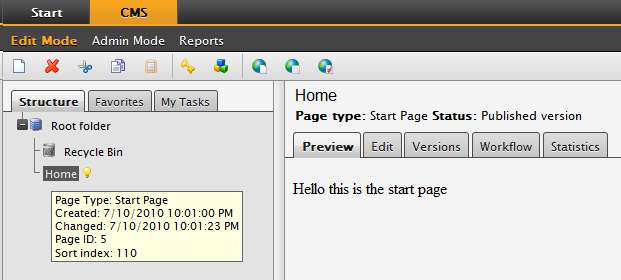 Start CMS
Edit Mode Admin Mode Reports
Structure Favorites My Tasks
Root folder
Recycle Bin
Home
Page Type: Start Page
Created: 7/10/2010 10:01:00 PM
Changed: 7/10/2010 10:01:23 PM
Page ID: 5
Sort index: 110
Home
Page type: Start Page Status: Published version
Preview Edit Versions Workflow Statistics
Hello this is the start page